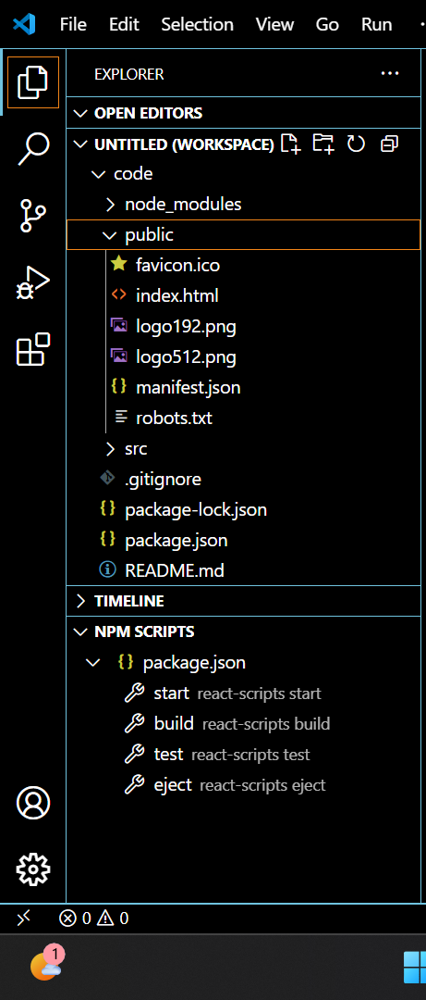 File Edit Selection View Go Run
EXPLORER
OPEN EDITORS
UNTITLED (WORKSPACE)
code
node_modules
public
favicon.ico
index.html
logo192.png
logo512.png
manifest.json
robots.txt
src
.gitignore
package-lock.json
package.json
README.md
TIMELINE
NPM SCRIPTS
package.json
start react-scripts start
build react-scripts build
test react-scripts test
eject react-scripts eject
0 0
1